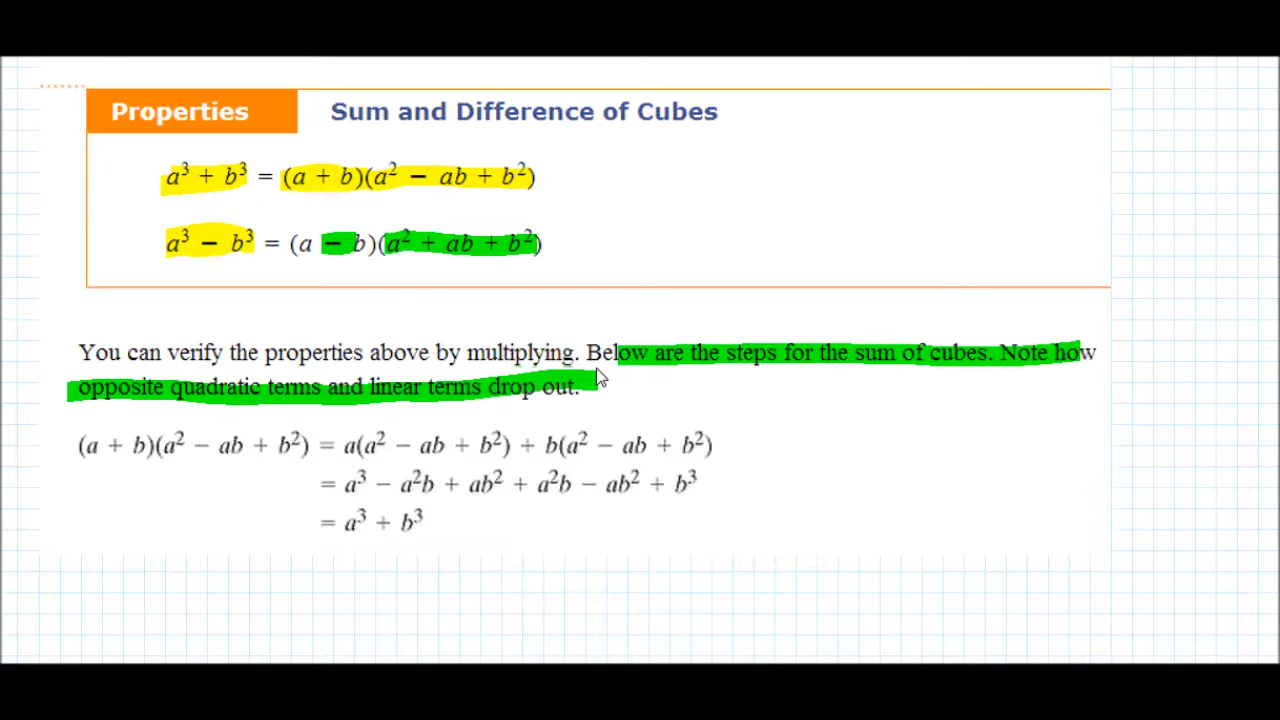 Properties Sum and Difference of Cubes
a³ + b³ = (a + b)(a² − ab + b²)
a³ − b³ = (a − b)(a² + ab + b²)
You can verify the properties above by multiplying. Below are the steps for the sum of cubes. Note how
opposite quadratic terms and linear terms drop out.
(a + b)(a² − ab + b²) = a(a² − ab + b²) + b(a² − ab + b²)
= a³ − a²b + ab² + a²b − ab² + b³
= a³ + b³